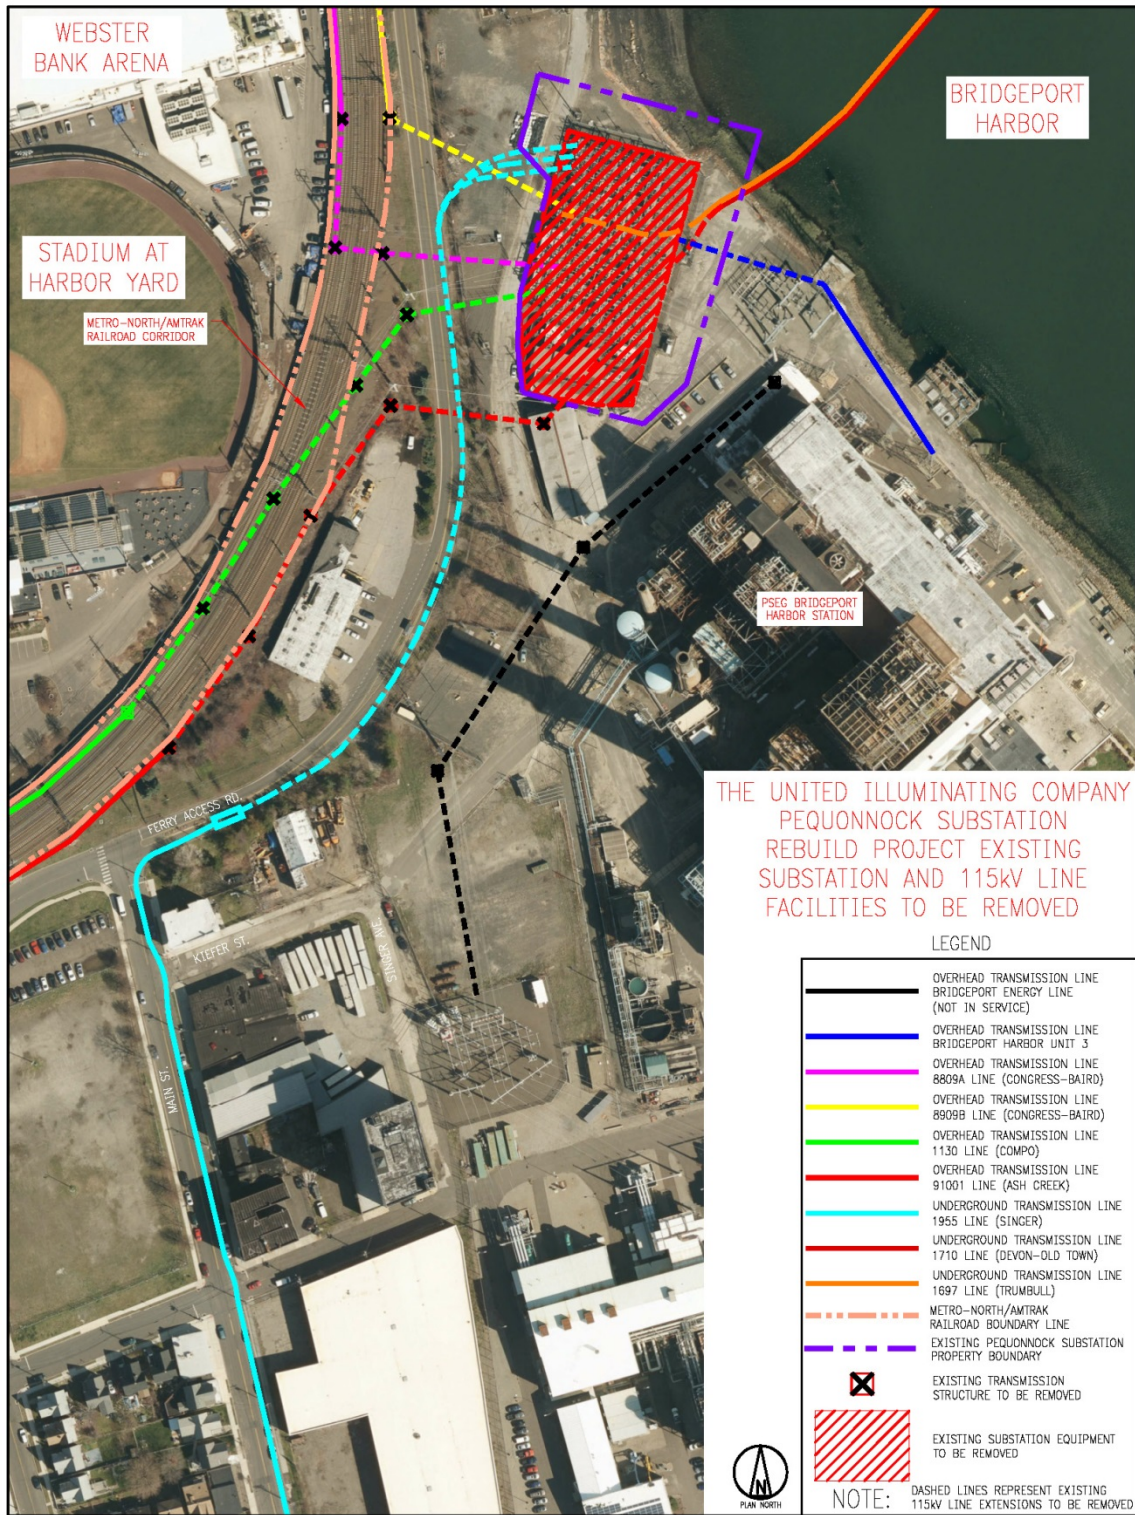 WEBSTER
BANK ARENA
BRIDGEPORT
HARBOR
STADIUM AT
HARBOR YARD
METRO-NORTH/AMTRAK
RAILROAD CORRIDOR
PSEG BRIDGEPORT
HARBOR STATION
FERRY ACCESS RD.
KIEFER ST.
SINGER AVE.
MAIN ST.
THE UNITED ILLUMINATING COMPANY
PEQUONNOCK SUBSTATION
REBUILD PROJECT EXISTING
SUBSTATION AND 115kV LINE
FACILITIES TO BE REMOVED
LEGEND
OVERHEAD TRANSMISSION LINE
BRIDGEPORT ENERGY LINE
(NOT IN SERVICE)
OVERHEAD TRANSMISSION LINE
BRIDGEPORT HARBOR UNIT 3
OVERHEAD TRANSMISSION LINE
8809A LINE (CONGRESS-BAIRD)
OVERHEAD TRANSMISSION LINE
8909B LINE (CONGRESS-BAIRD)
OVERHEAD TRANSMISSION LINE
1130 LINE (COMPO)
OVERHEAD TRANSMISSION LINE
91001 LINE (ASH CREEK)
UNDERGROUND TRANSMISSION LINE
1955 LINE (SINGER)
UNDERGROUND TRANSMISSION LINE
1710 LINE (DEVON-OLD TOWN)
UNDERGROUND TRANSMISSION LINE
1697 LINE (TRUMBULL)
METRO-NORTH/AMTRAK
RAILROAD BOUNDARY LINE
EXISTING PEQUONNOCK SUBSTATION
PROPERTY BOUNDARY
EXISTING TRANSMISSION
STRUCTURE TO BE REMOVED
EXISTING SUBSTATION EQUIPMENT
TO BE REMOVED
N
PLAN NORTH
NOTE: DASHED LINES REPRESENT EXISTING
115kV LINE EXTENSIONS TO BE REMOVED